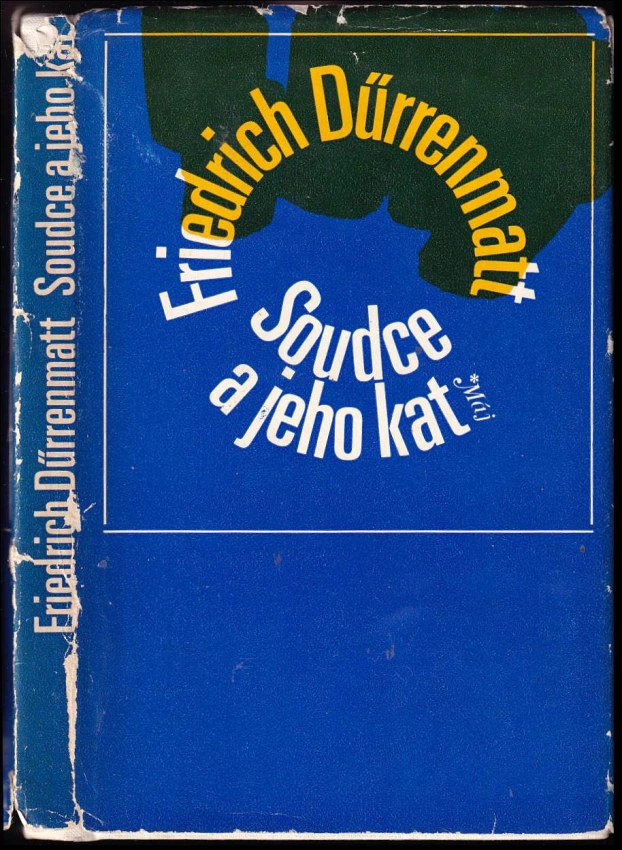 Friedrich Dűrrenmatt
Soudce
a jeho kat
*Máj
Friedrich Dűrrenmatt Soudce a jeho kat